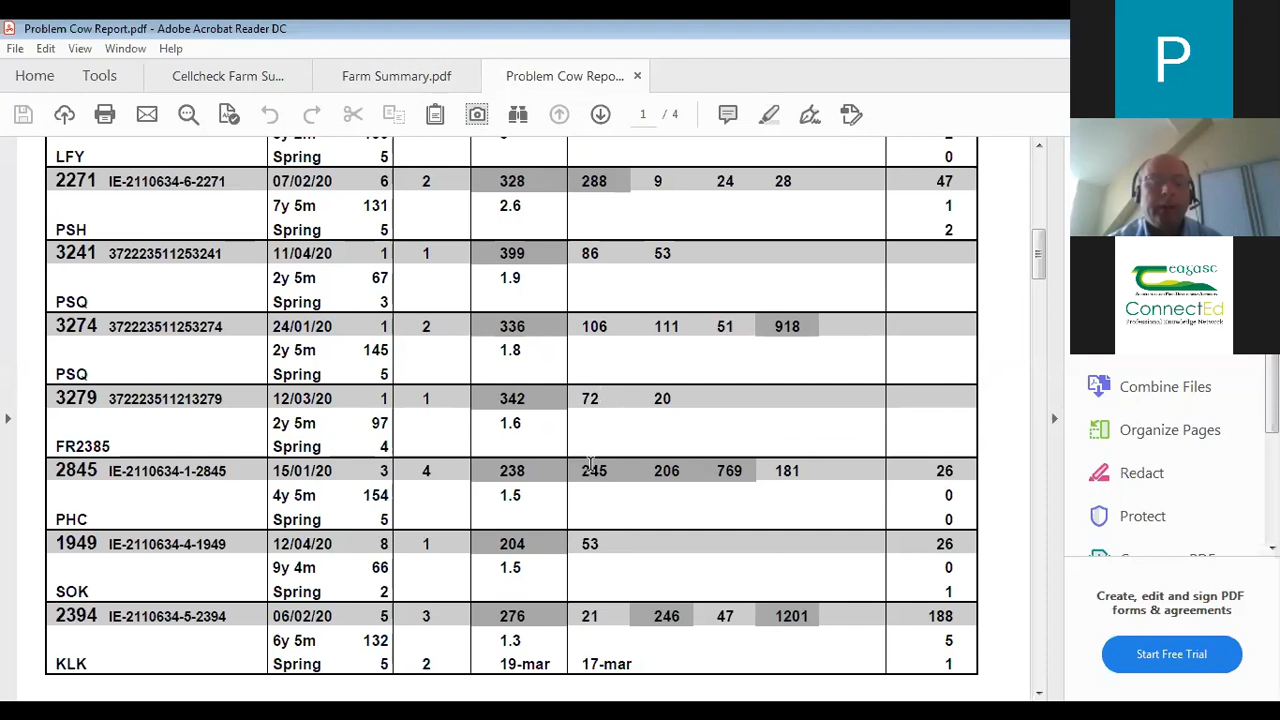 Problem Cow Report.pdf - Adobe Acrobat Reader DC
File Edit View Window Help
Home Tools Cellcheck Farm Su... Farm Summary.pdf Problem Cow Repo... ×
1 / 4
LFY Spring 5 0
2271 IE-2110634-6-2271 07/02/20 6 2 328 288 9 24 28 47
7y 5m 131 2.6 1
PSH Spring 5 2
3241 372223511253241 11/04/20 1 1 399 86 53
2y 5m 67 1.9
PSQ Spring 3
3274 372223511253274 24/01/20 1 2 336 106 111 51 918
2y 5m 145 1.8
PSQ Spring 5
3279 372223511213279 12/03/20 1 1 342 72 20
2y 5m 97 1.6
FR2385 Spring 4
2845 IE-2110634-1-2845 15/01/20 3 4 238 245 206 769 181 26
4y 5m 154 1.5 0
PHC Spring 5 0
1949 IE-2110634-4-1949 12/04/20 8 1 204 53 26
9y 4m 66 1.5 0
SOK Spring 2 1
2394 IE-2110634-5-2394 06/02/20 5 3 276 21 246 47 1201 188
6y 5m 132 1.3 5
KLK Spring 5 2 19-mar 17-mar 1
P
eagasc
ConnectEd
Professional Knowledge Network
Combine Files
Organize Pages
Redact
Protect
Create, edit and sign PDF
forms & agreements
Start Free Trial